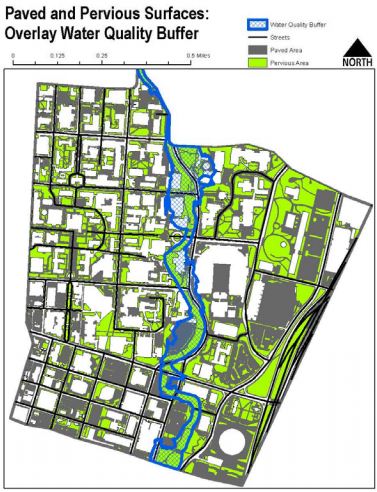 Paved and Pervious Surfaces:
Overlay Water Quality Buffer
0 0.125 0.25 0.5 Miles
Water Quality Buffer
Streets
Paved Area
Pervious Area
NORTH